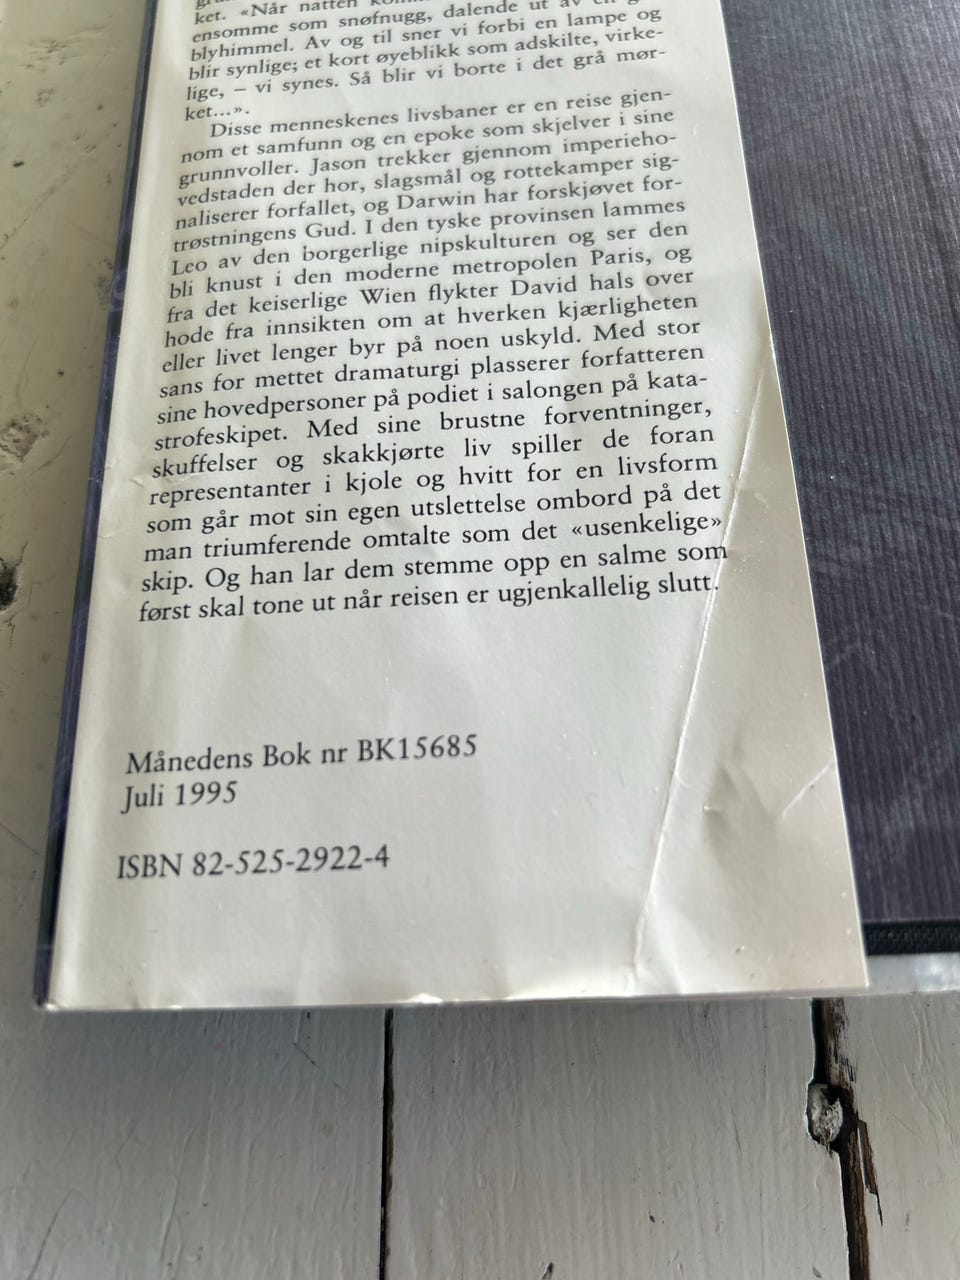 ket. «Når natten
ensomme som snøfnugg, dalende ut av en
blyhimmel. Av og til sner vi forbi en lampe og
blir synlige; et kort øyeblikk som adskilte, virke-
lige, – vi synes. Så blir vi borte i det grå mør-
ket...».
Disse menneskenes livsbaner er en reise gjen-
nom et samfunn og en epoke som skjelver i sine
grunnvoller. Jason trekker gjennom imperieho-
vedstaden der hor, slagsmål og rottekamper sig-
naliserer forfallet, og Darwin har forskjøvet for-
trøstningens Gud. I den tyske provinsen lammes
Leo av den borgerlige nipskulturen og ser den
bli knust i den moderne metropolen Paris, og
fra det keiserlige Wien flykter David hals over
hode fra innsikten om at hverken kjærligheten
eller livet lenger byr på noen uskyld. Med stor
sans for mettet dramaturgi plasserer forfatteren
sine hovedpersoner på podiet i salongen på kata-
strofeskipet. Med sine brustne forventninger,
skuffelser og skakkjørte liv spiller de foran
representanter i kjole og hvitt for en livsform
som går mot sin egen utslettelse ombord på det
man triumferende omtalte som det «usenkelige»
skip. Og han lar dem stemme opp en salme som
først skal tone ut når reisen er ugjenkallelig slutt.
Månedens Bok nr BK15685
Juli 1995
ISBN 82-525-2922-4